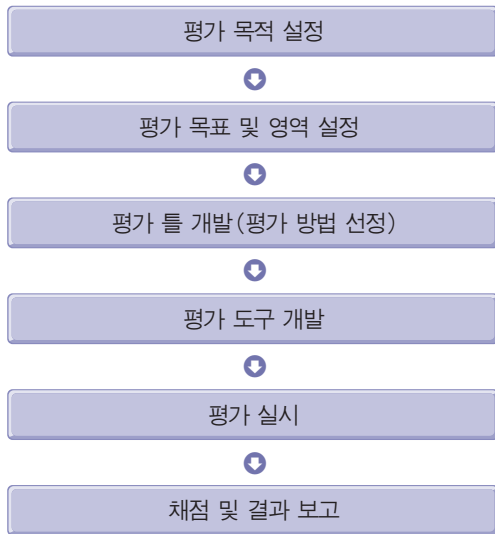 평가 목적 설정
평가 목표 및 영역 설정
평가 틀 개발(평가 방법 선정)
평가 도구 개발
평가 실시
채점 및 결과 보고